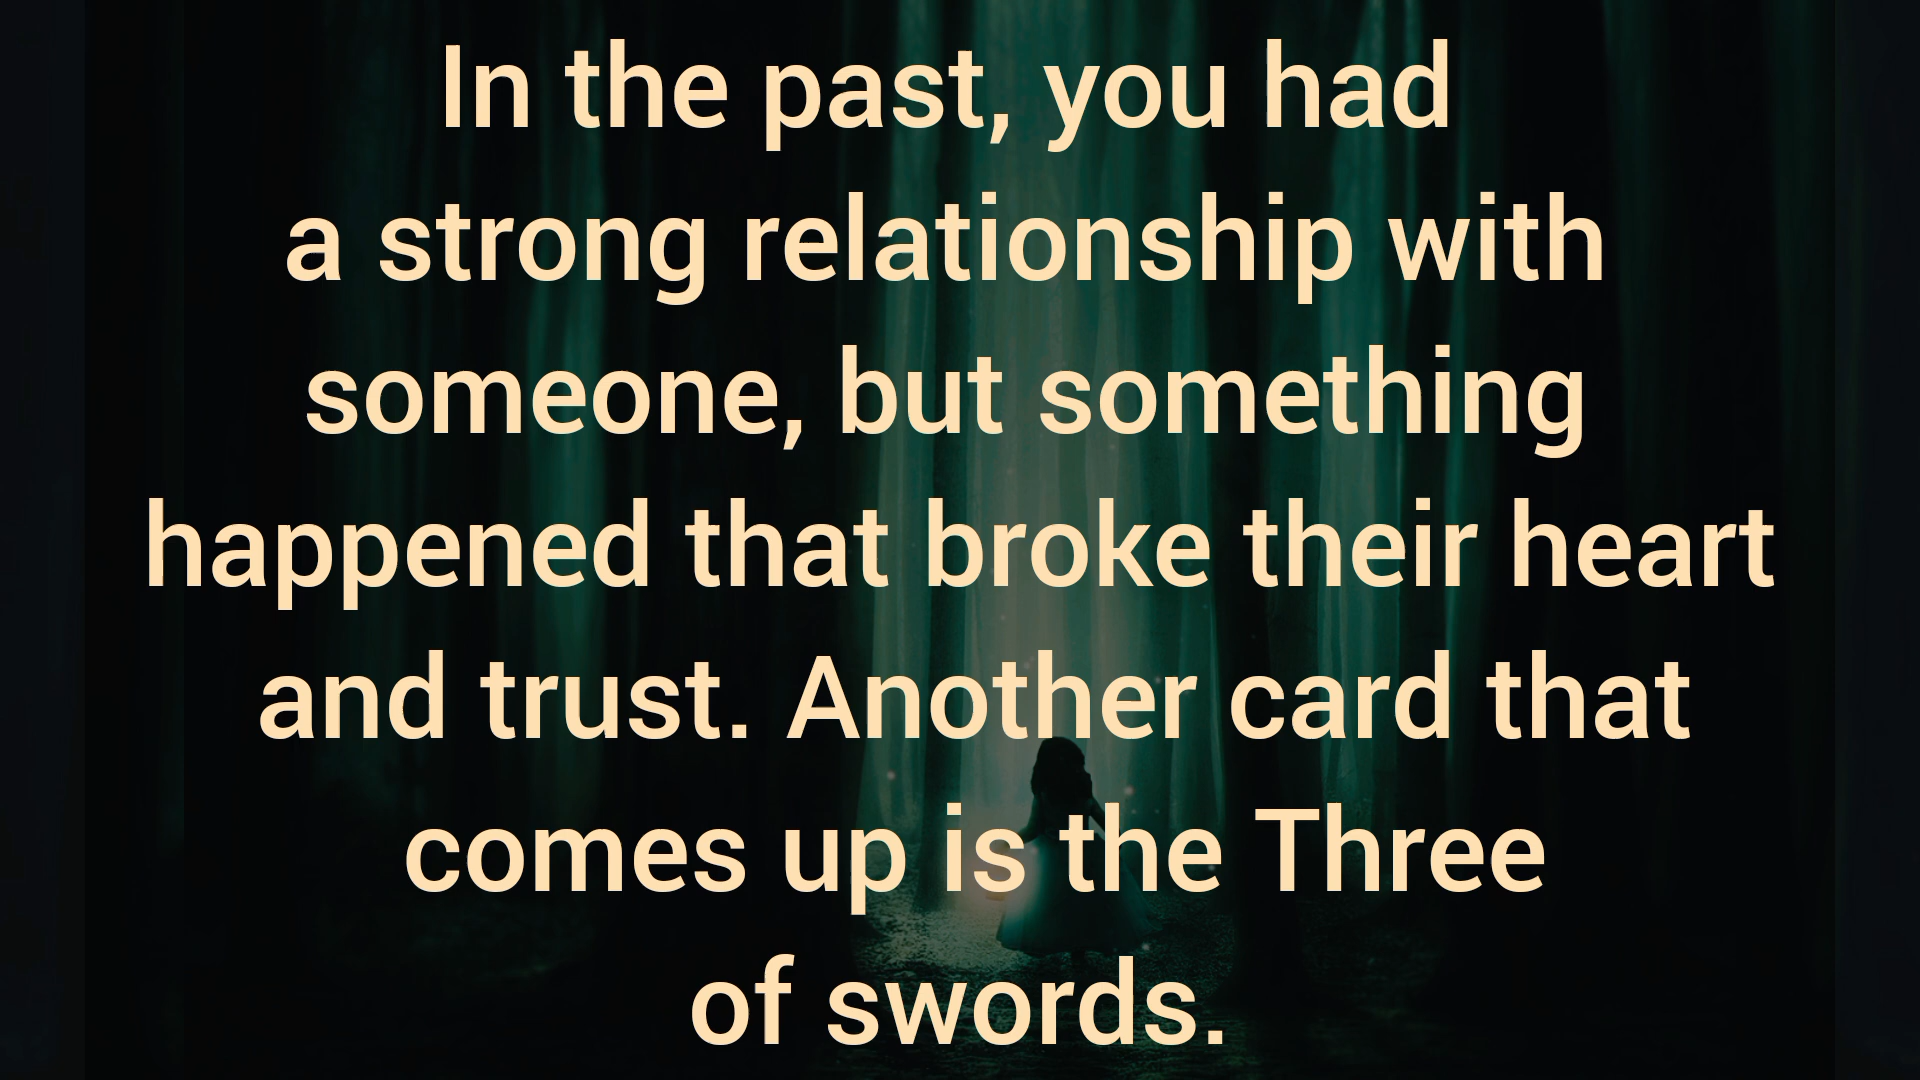 In the past, you had
a strong relationship with
someone, but something
happened that broke their heart
and trust. Another card that
comes up is the Three
of swords.